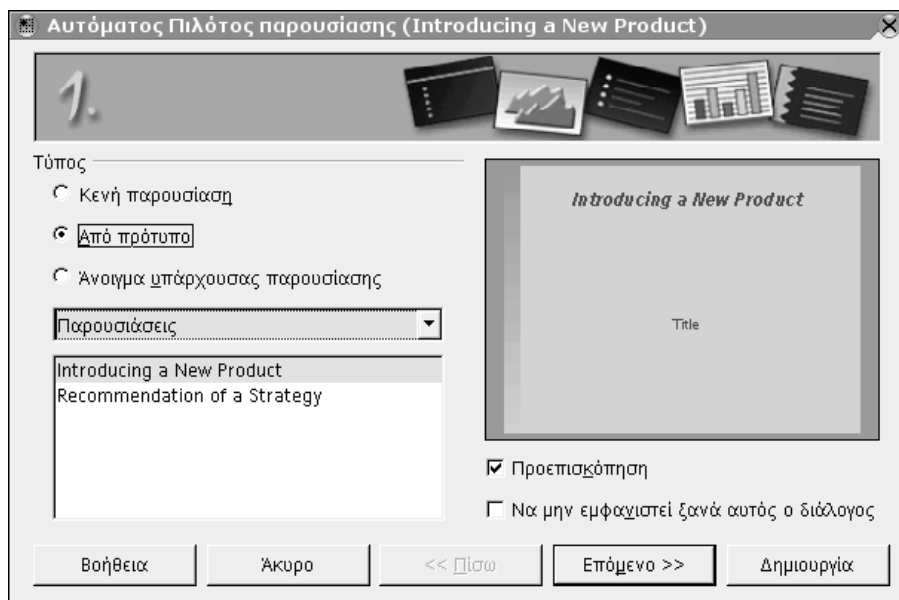 Αυτόματος Πιλότος παρουσίασης (Introducing a New Product)
1.
Τύπος
Κενή παρουσίαση
Από πρότυπο
Άνοιγμα υπάρχουσας παρουσίασης
Παρουσιάσεις
Introducing a New Product
Recommendation of a Strategy
Introducing a New Product
Title
Προεπισκόπηση
Να μην εμφανιστεί ξανά αυτός ο διάλογος
Βοήθεια
Άκυρο
<< Πίσω
Επόμενο >>
Δημιουργία